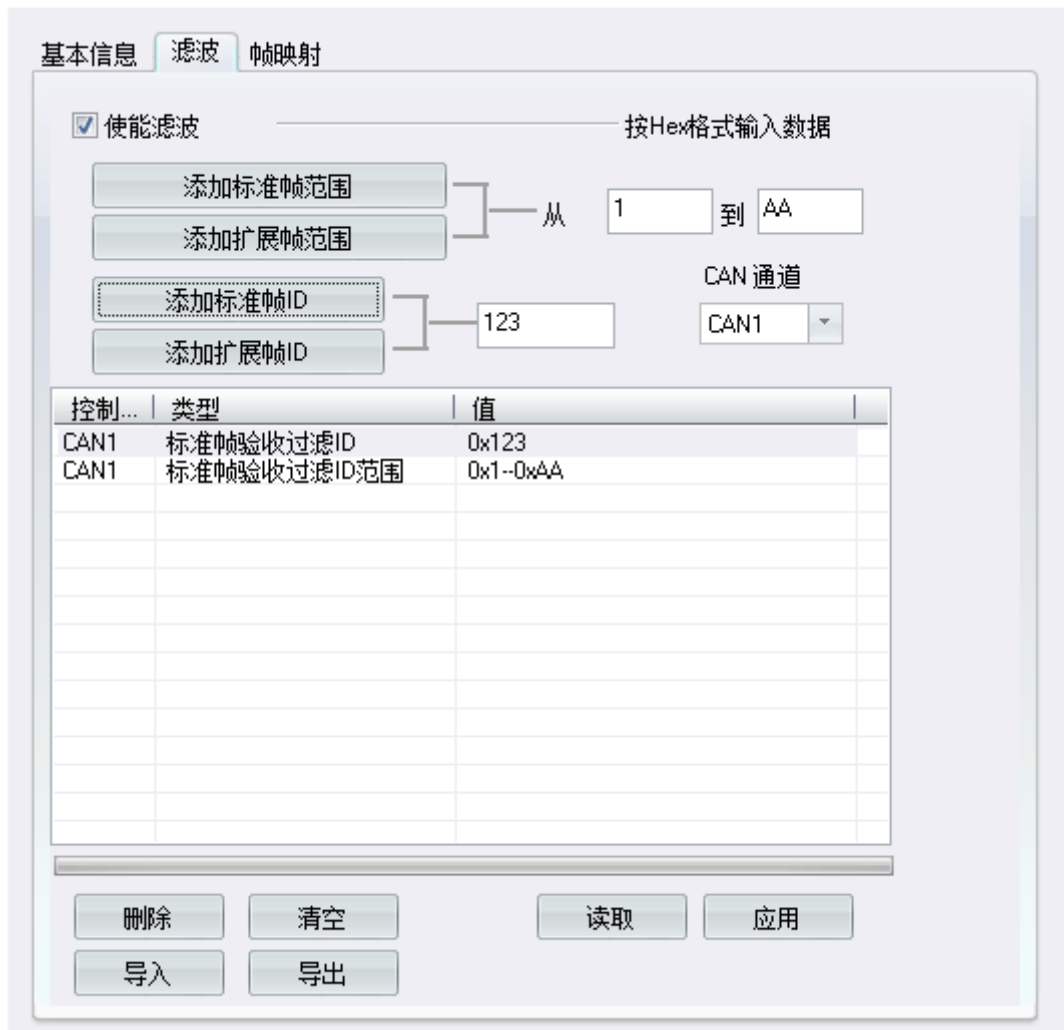 基本信息 滤波 帧映射
使能滤波 按Hex格式输入数据
添加标准帧范围
添加扩展帧范围
从 1 到 AA
添加标准帧ID
添加扩展帧ID
123
CAN 通道
CAN1
控制... 类型 值
CAN1 标准帧验收过滤ID 0x123
CAN1 标准帧验收过滤ID范围 0x1--0xAA
删除 清空 读取 应用
导入 导出